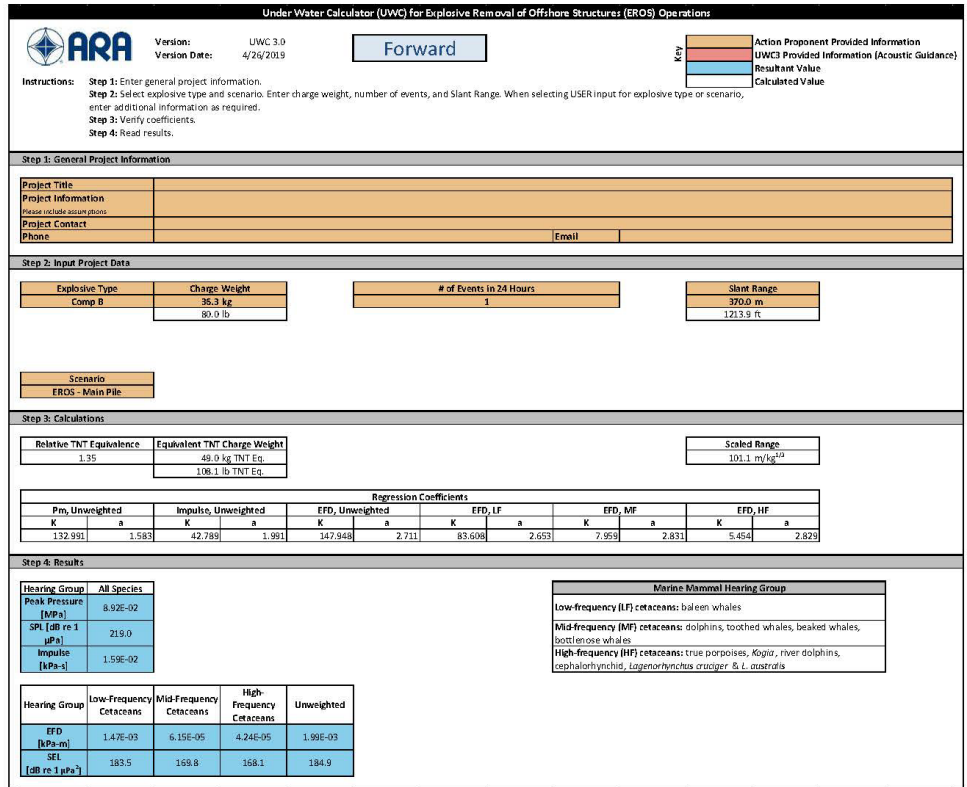 Under Water Calculator (UWC) for Explosive Removal of Offshore Structures (EROS) Operations
ARA
Version: UWC 3.0
Version Date: 4/26/2019
Forward
Key
Action Proponent Provided Information
UWC3 Provided Information (Acoustic Guidance)
Resultant Value
Calculated Value
Instructions: Step 1: Enter general project information.
Step 2: Select explosive type and scenario. Enter charge weight, number of events, and Slant Range. When selecting USER input for explosive type or scenario,
enter additional information as required.
Step 3: Verify coefficients.
Step 4: Read results.
Step 1: General Project Information
Project Title
Project Information
Please include assumptions
Project Contact
Phone Email
Step 2: Input Project Data
Explosive Type Charge Weight # of Events in 24 Hours Slant Range
Comp B 36.3 kg 1 370.0 m
80.0 lb 1213.9 ft
Scenario
EROS - Main Pile
Step 3: Calculations
Relative TNT Equivalence Equivalent TNT Charge Weight Scaled Range
1.35 49.0 kg TNT Eq. 101.1 m/kg^1/3
108.1 lb TNT Eq.
Regression Coefficients
Pm, Unweighted Impulse, Unweighted EFD, Unweighted EFD, LF EFD, MF EFD, HF
K a K a K a K a K a K a
132.991 1.583 42.789 1.991 147.948 2.711 83.608 2.653 7.959 2.831 5.454 2.829
Step 4: Results
Hearing Group All Species
Peak Pressure
[MPa] 8.92E-02
SPL [dB re 1
µPa] 219.0
Impulse
[kPa-s] 1.59E-02
Marine Mammal Hearing Group
Low-frequency (LF) cetaceans: baleen whales
Mid-frequency (MF) cetaceans: dolphins, toothed whales, beaked whales,
bottlenose whales
High-frequency (HF) cetaceans: true porpoises, Kogia, river dolphins,
cephalorhynchid, Lagenorhynchus cruciger & L. australis
Hearing Group Low-Frequency Cetaceans Mid-Frequency Cetaceans High-Frequency Cetaceans Unweighted
EFD
[kPa-m] 1.47E-03 6.15E-05 4.24E-05 1.99E-03
SEL
[dB re 1 µPa²] 183.5 169.8 168.1 184.9